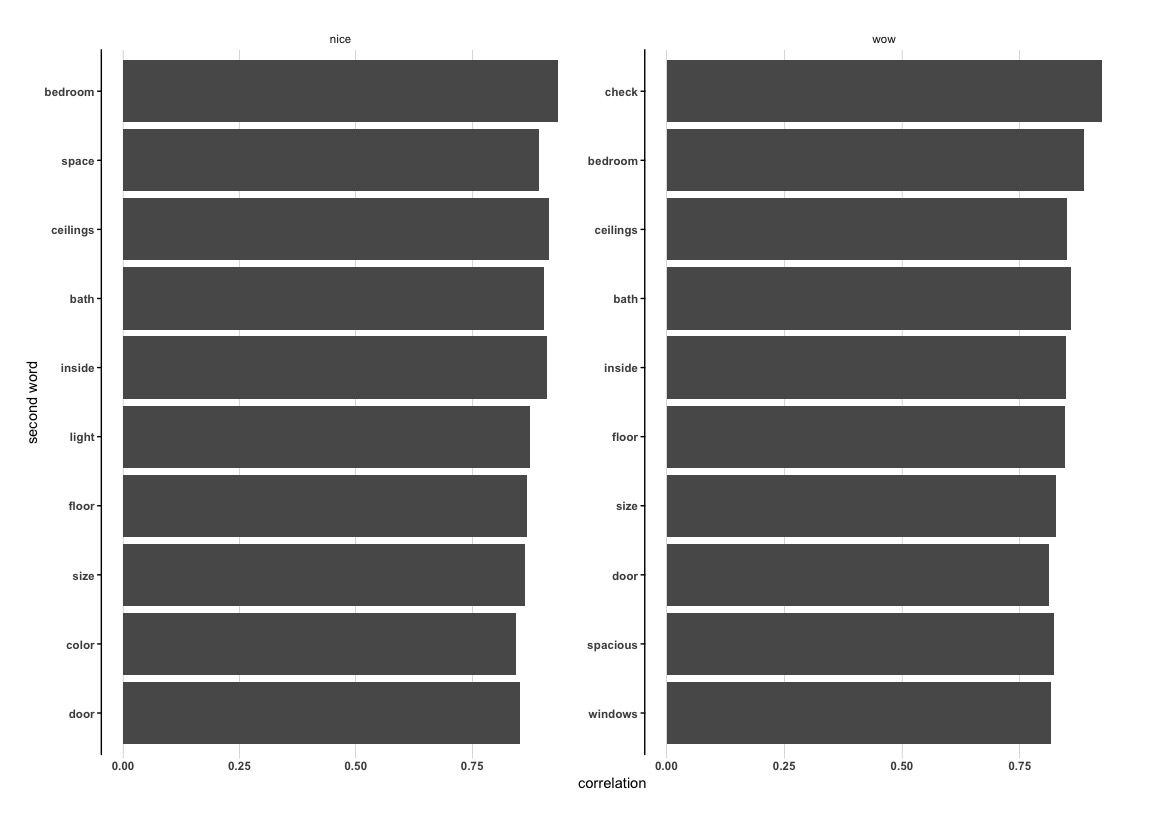 nice
wow
second word
bedroom
space
ceilings
bath
inside
light
floor
size
color
door
0.00 0.25 0.50 0.75
check
bedroom
ceilings
bath
inside
floor
size
door
spacious
windows
0.00 0.25 0.50 0.75
correlation